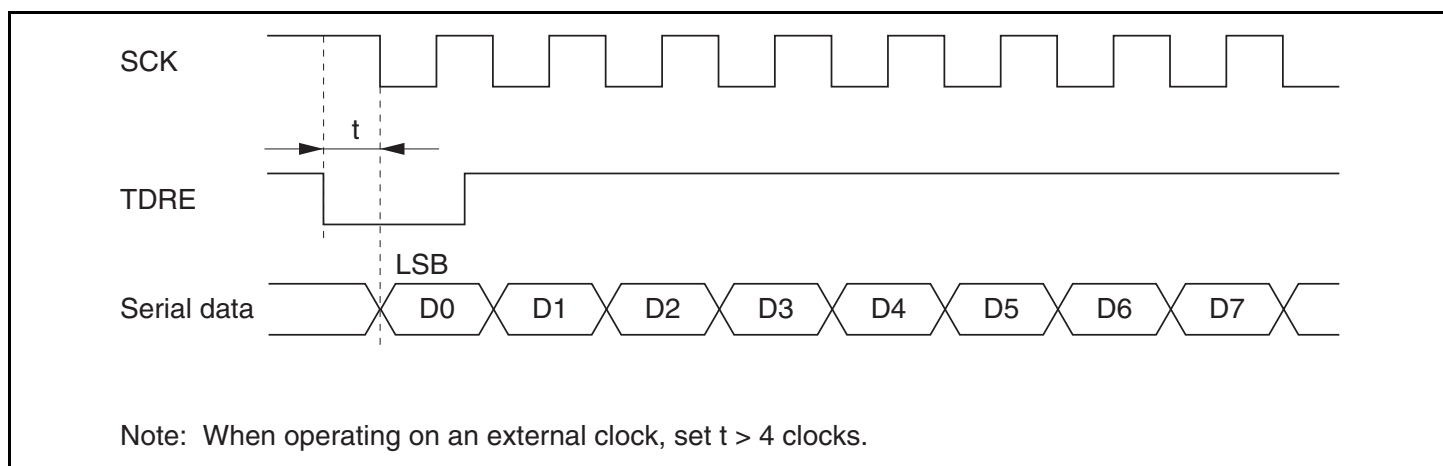 SCK
t
TDRE
LSB
Serial data D0 D1 D2 D3 D4 D5 D6 D7
Note: When operating on an external clock, set t > 4 clocks.